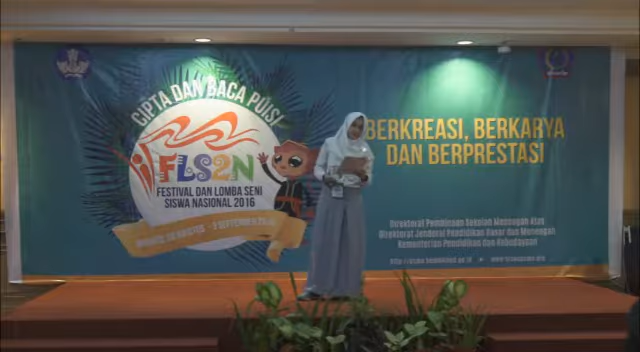 CIPTA DAN BACA PUISI
FLS2N
FESTIVAL DAN LOMBA SENI
SISWA NASIONAL 2016
BERKREASI, BERKARYA
DAN BERPRESTASI
Direktorat Pembinaan Sekolah Menengah Atas
Direktorat Jenderal Pendidikan Dasar dan Menengah
Kementerian Pendidikan dan Kebudayaan